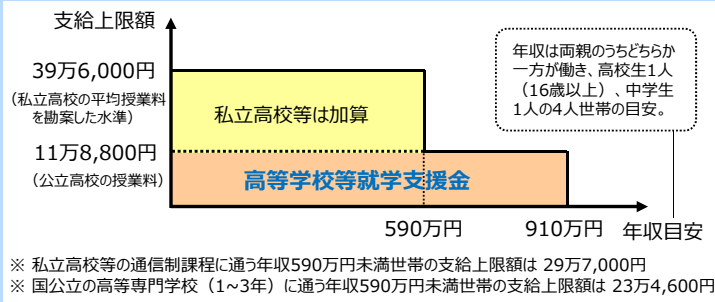 支給上限額
39万6,000円
（私立高校の平均授業料
を勘案した水準）
11万8,800円
（公立高校の授業料）
私立高校等は加算
高等学校等就学支援金
年収は両親のうちどちらか
一方が働き、高校生1人
（16歳以上）、中学生
1人の4人世帯の目安。
590万円
910万円
年収目安
※ 私立高校等の通信制課程に通う年収590万円未満世帯の支給上限額は 29万7,000円
※ 国公立の高等専門学校（1~3年）に通う年収590万円未満世帯の支給上限額は 23万4,600円